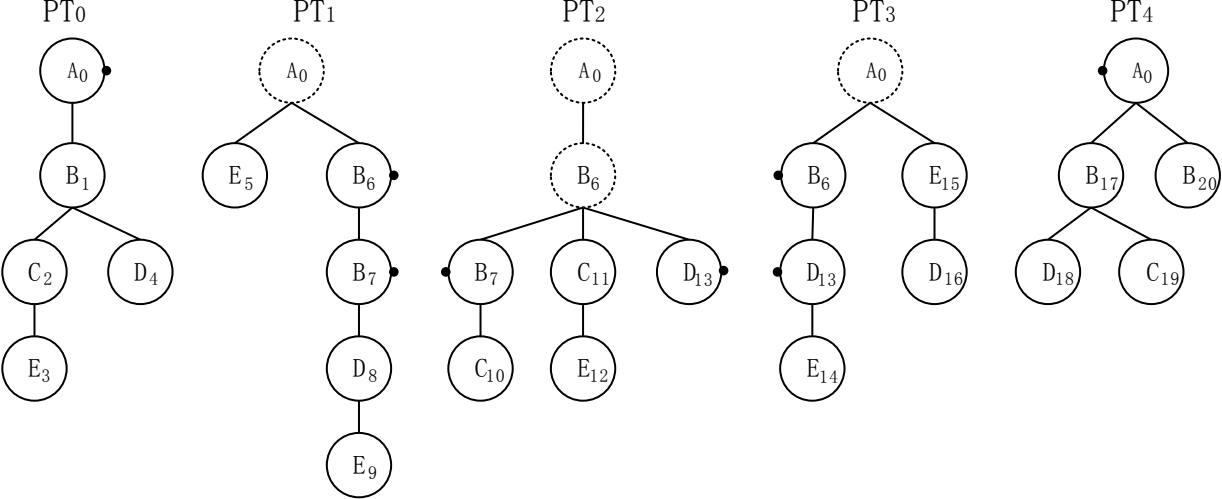 PT0 PT1 PT2 PT3 PT4
A0 A0 A0 A0 A0
B1 E5 B6 B6 B6 E15 B17 B20
C2 D4 B7 B7 C11 D13 D13 D16 D18 C19
E3 D8 C10 E12 E14
E9